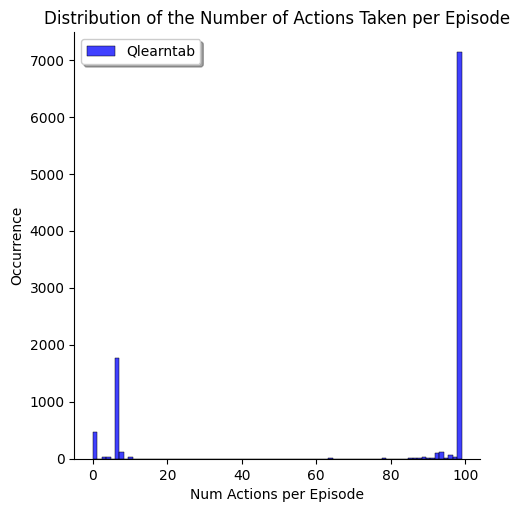 Distribution of the Number of Actions Taken per Episode
Qlearntab
7000
6000
5000
4000
3000
2000
1000
0
Occurrence
0 20 40 60 80 100
Num Actions per Episode